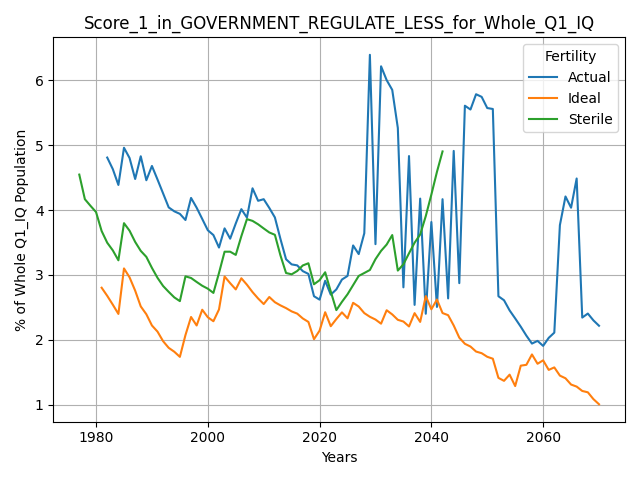 Score_1_in_GOVERNMENT_REGULATE_LESS_for_Whole_Q1_IQ
Fertility
Actual
Ideal
Sterile
% of Whole Q1_IQ Population
6
5
4
3
2
1
1980 2000 2020 2040 2060
Years